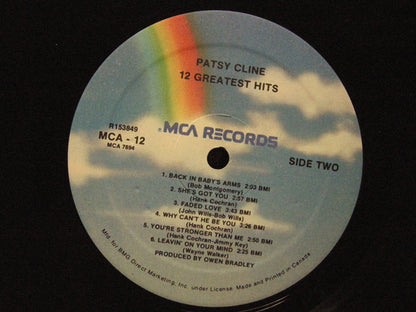 PATSY CLINE
12 GREATEST HITS
R153849
MCA - 12
MCA 7894
MCA RECORDS
SIDE TWO
1. BACK IN BABY'S ARMS 2:03 BMI
(Bob Montgomery)
2. SHE'S GOT YOU 2:57 BMI
(Hank Cochran)
3. FADED LOVE 3:43 BMI
(John Wills-Bob Wills)
4. WHY CAN'T HE BE YOU 3:26 BMI
(Hank Cochran)
5. YOU'RE STRONGER THAN ME 2:50 BMI
(Hank Cochran-Jimmy Key)
6. LEAVIN' ON YOUR MIND 2:25 BMI
(Wayne Walker)
PRODUCED BY OWEN BRADLEY
Mfd. for BMG Direct Marketing, Inc. under License. Made and Printed in Canada.